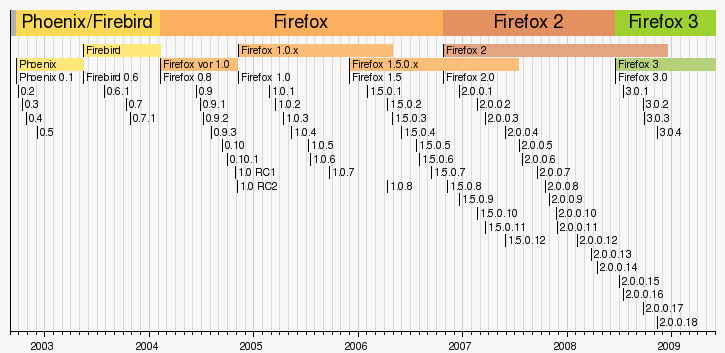 Phoenix/Firebird Firefox Firefox 2 Firefox 3
Firebird Firefox 1.0.x Firefox 2
Phoenix Firefox vor 1.0 Firefox 1.5.0.x Firefox 3
Phoenix 0.1 Firebird 0.6 Firefox 0.8 Firefox 1.0 Firefox 1.5 Firefox 2.0 Firefox 3.0
0.2 0.6.1 0.9 1.0.1 1.5.0.1 2.0.0.1 3.0.1
0.3 0.7 0.9.1 1.0.2 1.5.0.2 2.0.0.2 3.0.2
0.4 0.7.1 0.9.2 1.0.3 1.5.0.3 2.0.0.3 3.0.3
0.5 0.9.3 1.0.4 1.5.0.4 2.0.0.4 3.0.4
0.10 1.0.5 1.5.0.5 2.0.0.5
0.10.1 1.0.6 1.5.0.6 2.0.0.6
1.0 RC1 1.0.7 1.5.0.7 2.0.0.7
1.0 RC2 1.0.8 1.5.0.8 2.0.0.8
1.5.0.9 2.0.0.9
1.5.0.10 2.0.0.10
1.5.0.11 2.0.0.11
1.5.0.12 2.0.0.12
2.0.0.13
2.0.0.14
2.0.0.15
2.0.0.16
2.0.0.17
2.0.0.18
2003 2004 2005 2006 2007 2008 2009